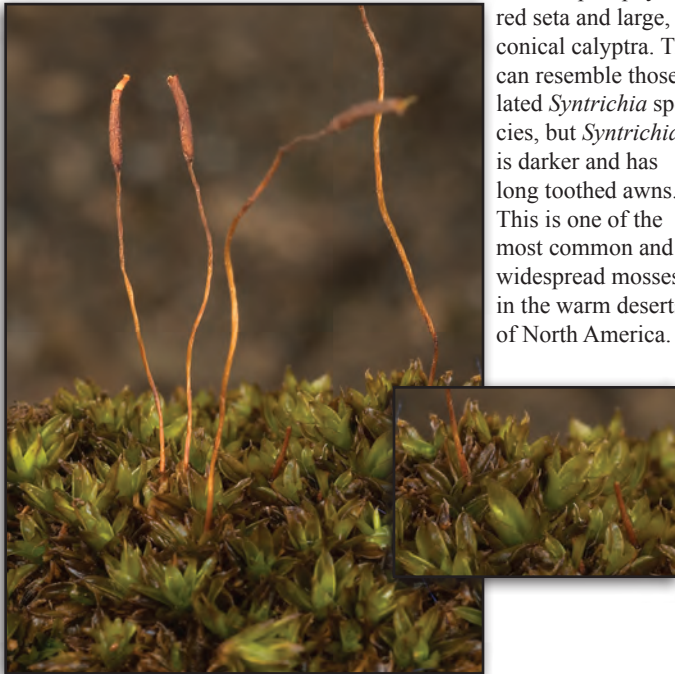 red seta and large,
conical calyptra. T
can resemble those
lated Syntrichia sp
cies, but Syntrichia
is darker and has
long toothed awns.
This is one of the
most common and
widespread mosses
in the warm desert
of North America.